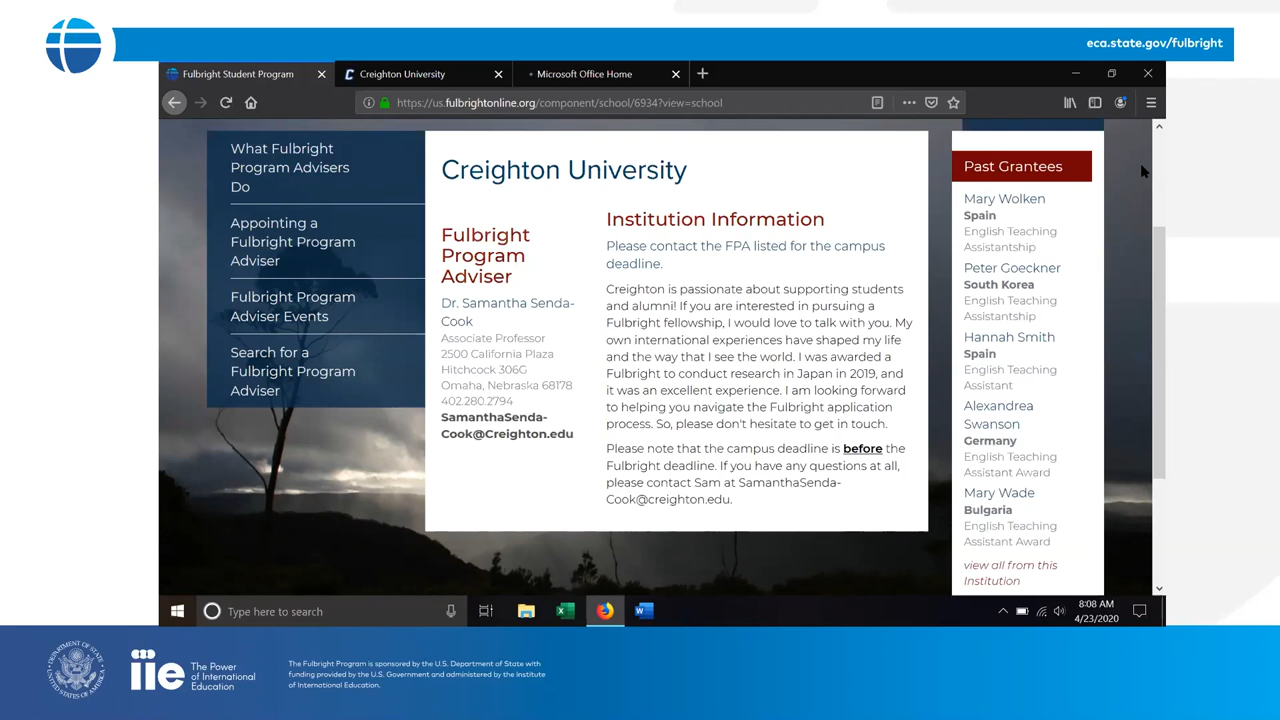 eca.state.gov/fulbright
Fulbright Student Program
Creighton University
Microsoft Office Home
https://us.fulbrightonline.org/component/school/6934?view=school
What Fulbright
Program Advisers
Do
Appointing a
Fulbright Program
Adviser
Fulbright Program
Adviser Events
Search for a
Fulbright Program
Adviser
Creighton University
Fulbright
Program
Adviser
Dr. Samantha Senda-
Cook
Associate Professor
2500 California Plaza
Hitchcock 306G
Omaha, Nebraska 68178
402.280.2794
SamanthaSenda-
Cook@Creighton.edu
Institution Information
Please contact the FPA listed for the campus
deadline.
Creighton is passionate about supporting students
and alumni! If you are interested in pursuing a
Fulbright fellowship, I would love to talk with you. My
own international experiences have shaped my life
and the way that I see the world. I was awarded a
Fulbright to conduct research in Japan in 2019, and
it was an excellent experience. I am looking forward
to helping you navigate the Fulbright application
process. So, please don't hesitate to get in touch.
Please note that the campus deadline is before the
Fulbright deadline. If you have any questions at all,
please contact Sam at SamanthaSenda-
Cook@creighton.edu.
Past Grantees
Mary Wolken
Spain
English Teaching
Assistantship
Peter Goeckner
South Korea
English Teaching
Assistantship
Hannah Smith
Spain
English Teaching
Assistant
Alexandrea
Swanson
Germany
English Teaching
Assistant Award
Mary Wade
Bulgaria
English Teaching
Assistant Award
view all from this
Institution
Type here to search
8:08 AM
4/23/2020
iie
The Power
of International
Education
The Fulbright Program is sponsored by the U.S. Department of State with
funding provided by the U.S. Government and administered by the Institute
of International Education.